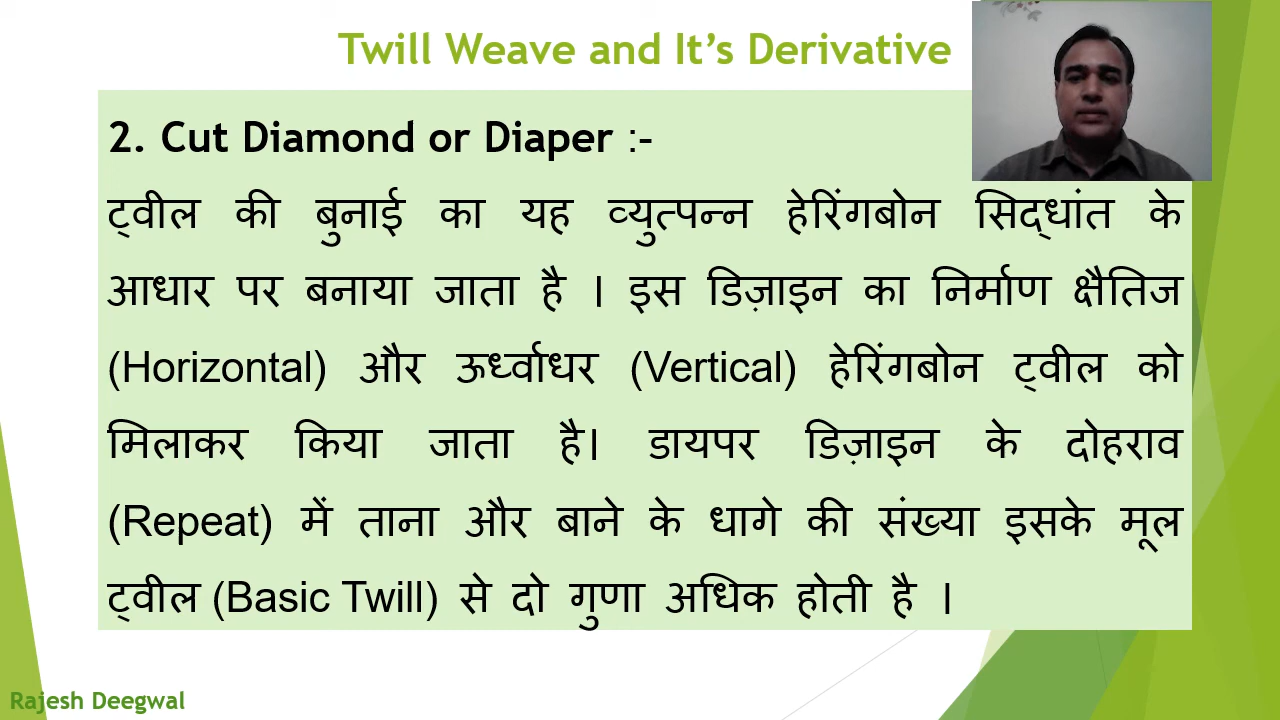 Twill Weave and It’s Derivative
2. Cut Diamond or Diaper :-
ट्वील की बुनाई का यह व्युत्पन्न हेरिंगबोन सिद्धांत के
आधार पर बनाया जाता है । इस डिज़ाइन का निर्माण क्षैतिज
(Horizontal) और ऊर्ध्वाधर (Vertical) हेरिंगबोन ट्वील को
मिलाकर किया जाता है। डायपर डिज़ाइन के दोहराव
(Repeat) में ताना और बाने के धागे की संख्या इसके मूल
ट्वील (Basic Twill) से दो गुणा अधिक होती है ।
Rajesh Deegwal